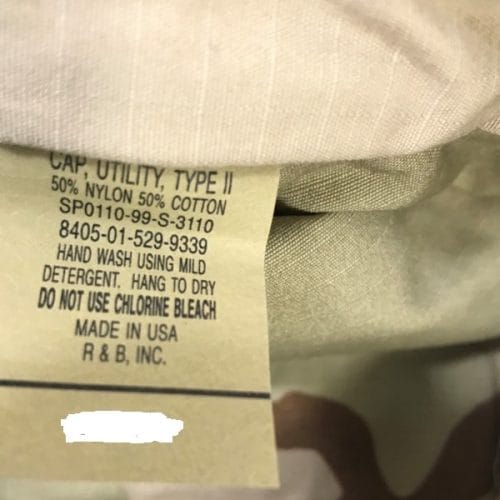 CAP, UTILITY, TYPE II
50% NYLON 50% COTTON
SP0110-99-S-3110
8405-01-529-9339
HAND WASH USING MILD
DETERGENT. HANG TO DRY
DO NOT USE CHLORINE BLEACH
MADE IN USA
R & B, INC.